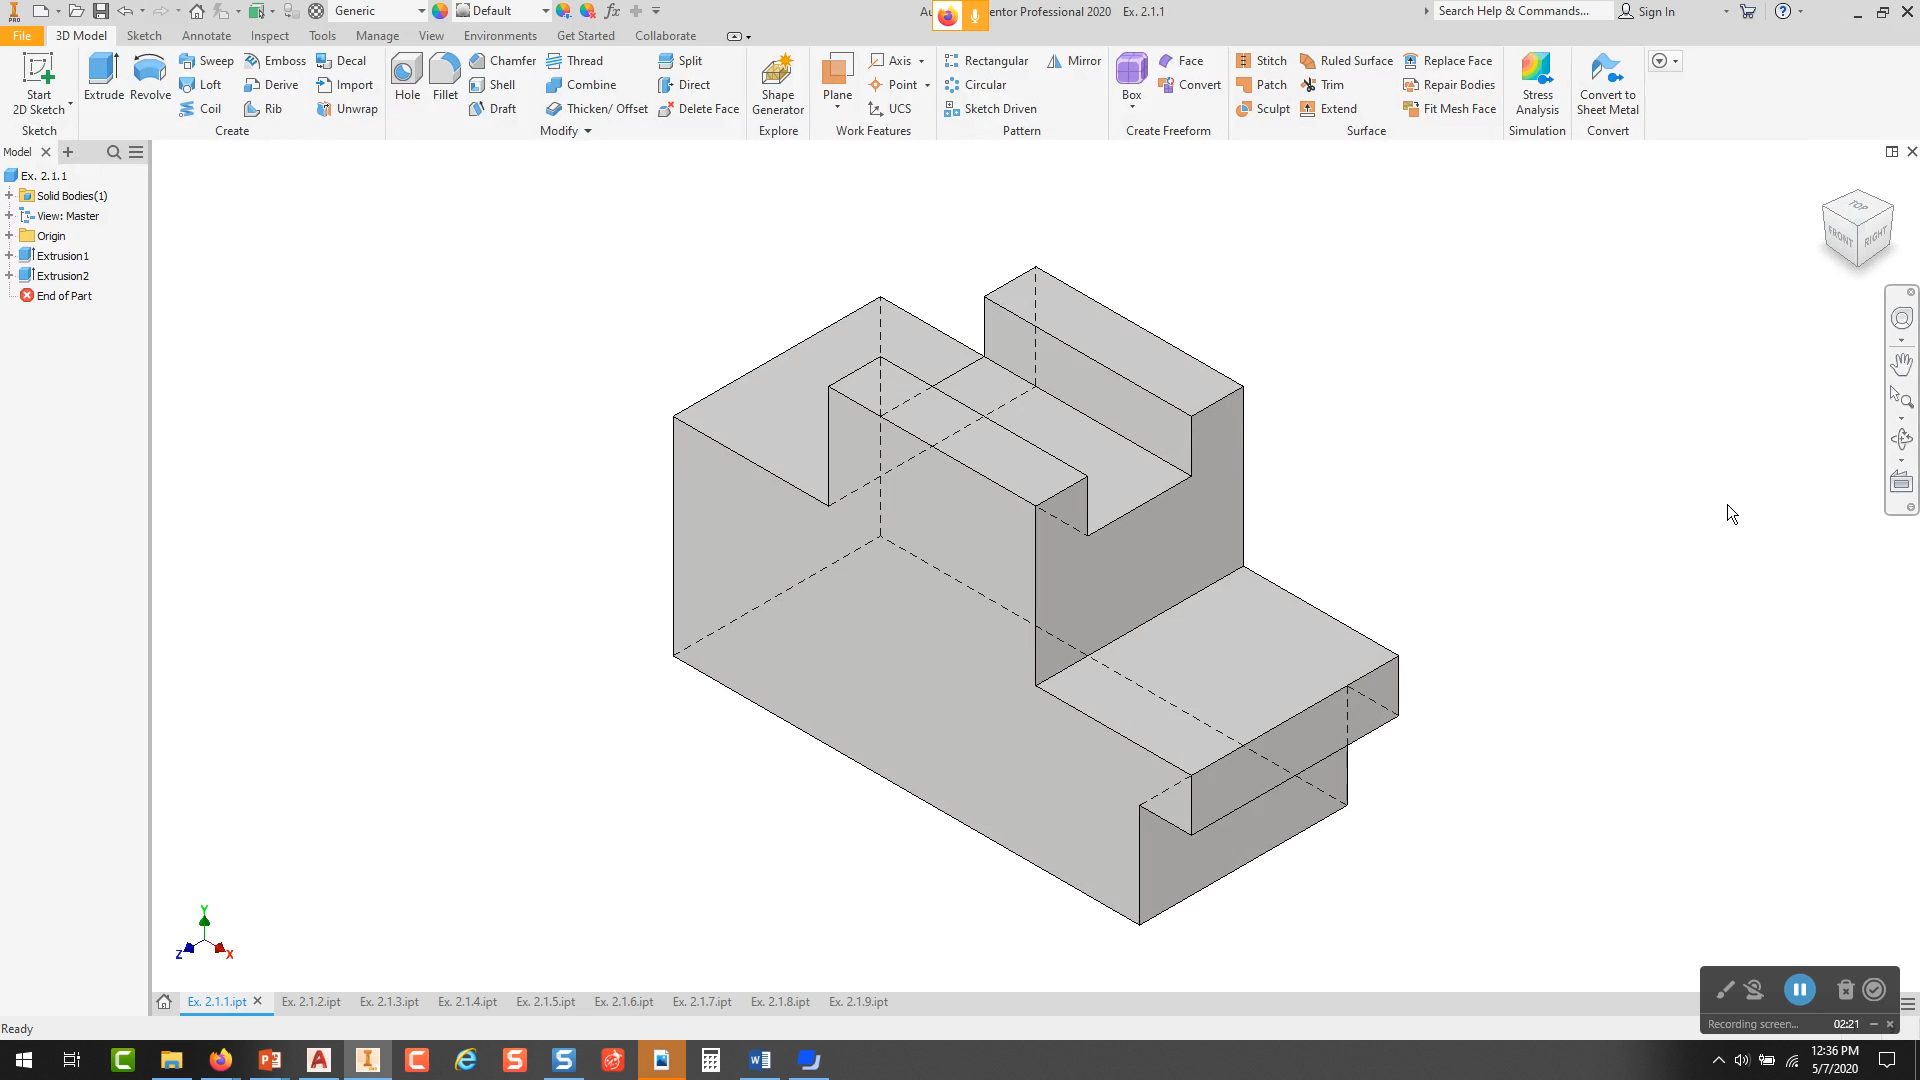 Generic Default fx Au entor Professional 2020 Ex. 2.1.1 Search Help & Commands... Sign In
File 3D Model Sketch Annotate Inspect Tools Manage View Environments Get Started Collaborate
Start 2D Sketch
Sketch
Extrude Revolve Sweep Emboss Decal
Loft Derive Import
Coil Rib Unwrap
Create
Hole Fillet Chamfer Thread Split
Shell Combine Direct
Draft Thicken/ Offset Delete Face
Modify
Shape Generator
Explore
Plane Axis
Point
UCS
Work Features
Rectangular Mirror
Circular
Sketch Driven
Pattern
Box Face
Convert
Create Freeform
Stitch Ruled Surface Replace Face
Patch Trim Repair Bodies
Sculpt Extend Fit Mesh Face
Surface
Stress Analysis
Simulation
Convert to Sheet Metal
Convert
Model
Ex. 2.1.1
Solid Bodies(1)
View: Master
Origin
Extrusion1
Extrusion2
End of Part
TOP
FRONT RIGHT
Y
Z X
Ex. 2.1.1.ipt Ex. 2.1.2.ipt Ex. 2.1.3.ipt Ex. 2.1.4.ipt Ex. 2.1.5.ipt Ex. 2.1.6.ipt Ex. 2.1.7.ipt Ex. 2.1.8.ipt Ex. 2.1.9.ipt
Recording screen... 02:21
Ready
12:36 PM
5/7/2020